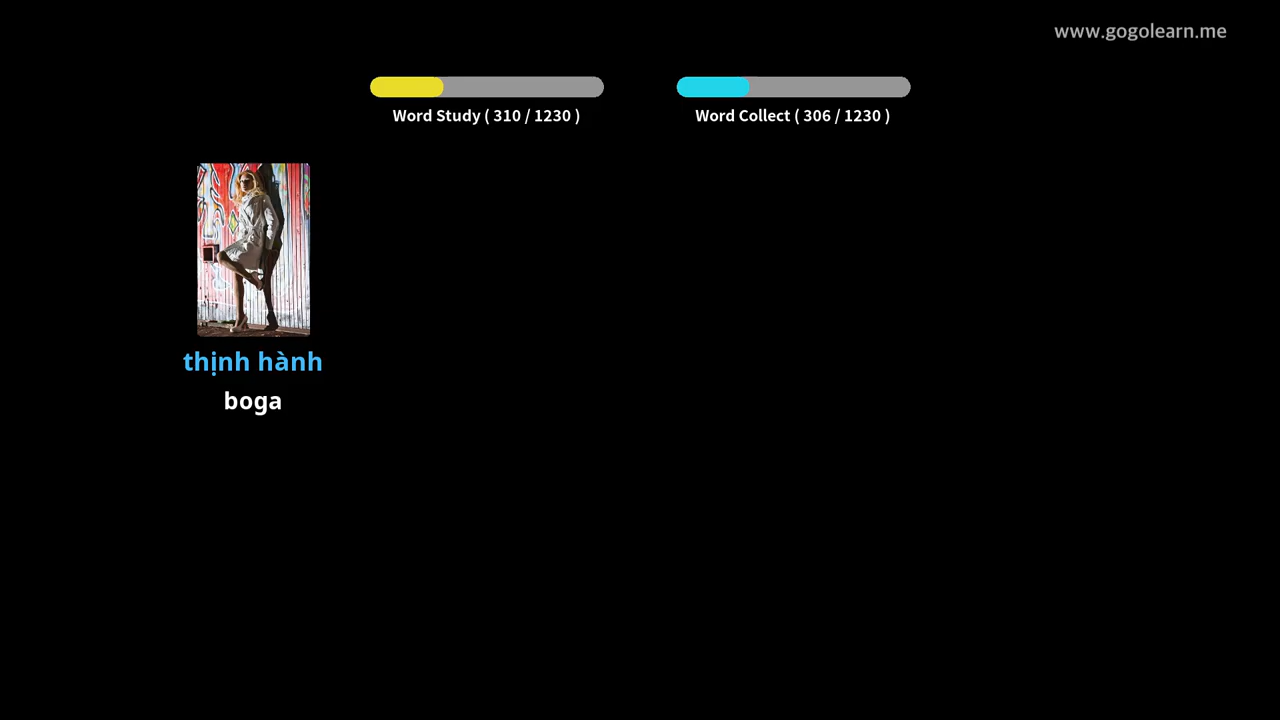 www.gogolearn.me
Word Study ( 310 / 1230 )
Word Collect ( 306 / 1230 )
thịnh hành
boga